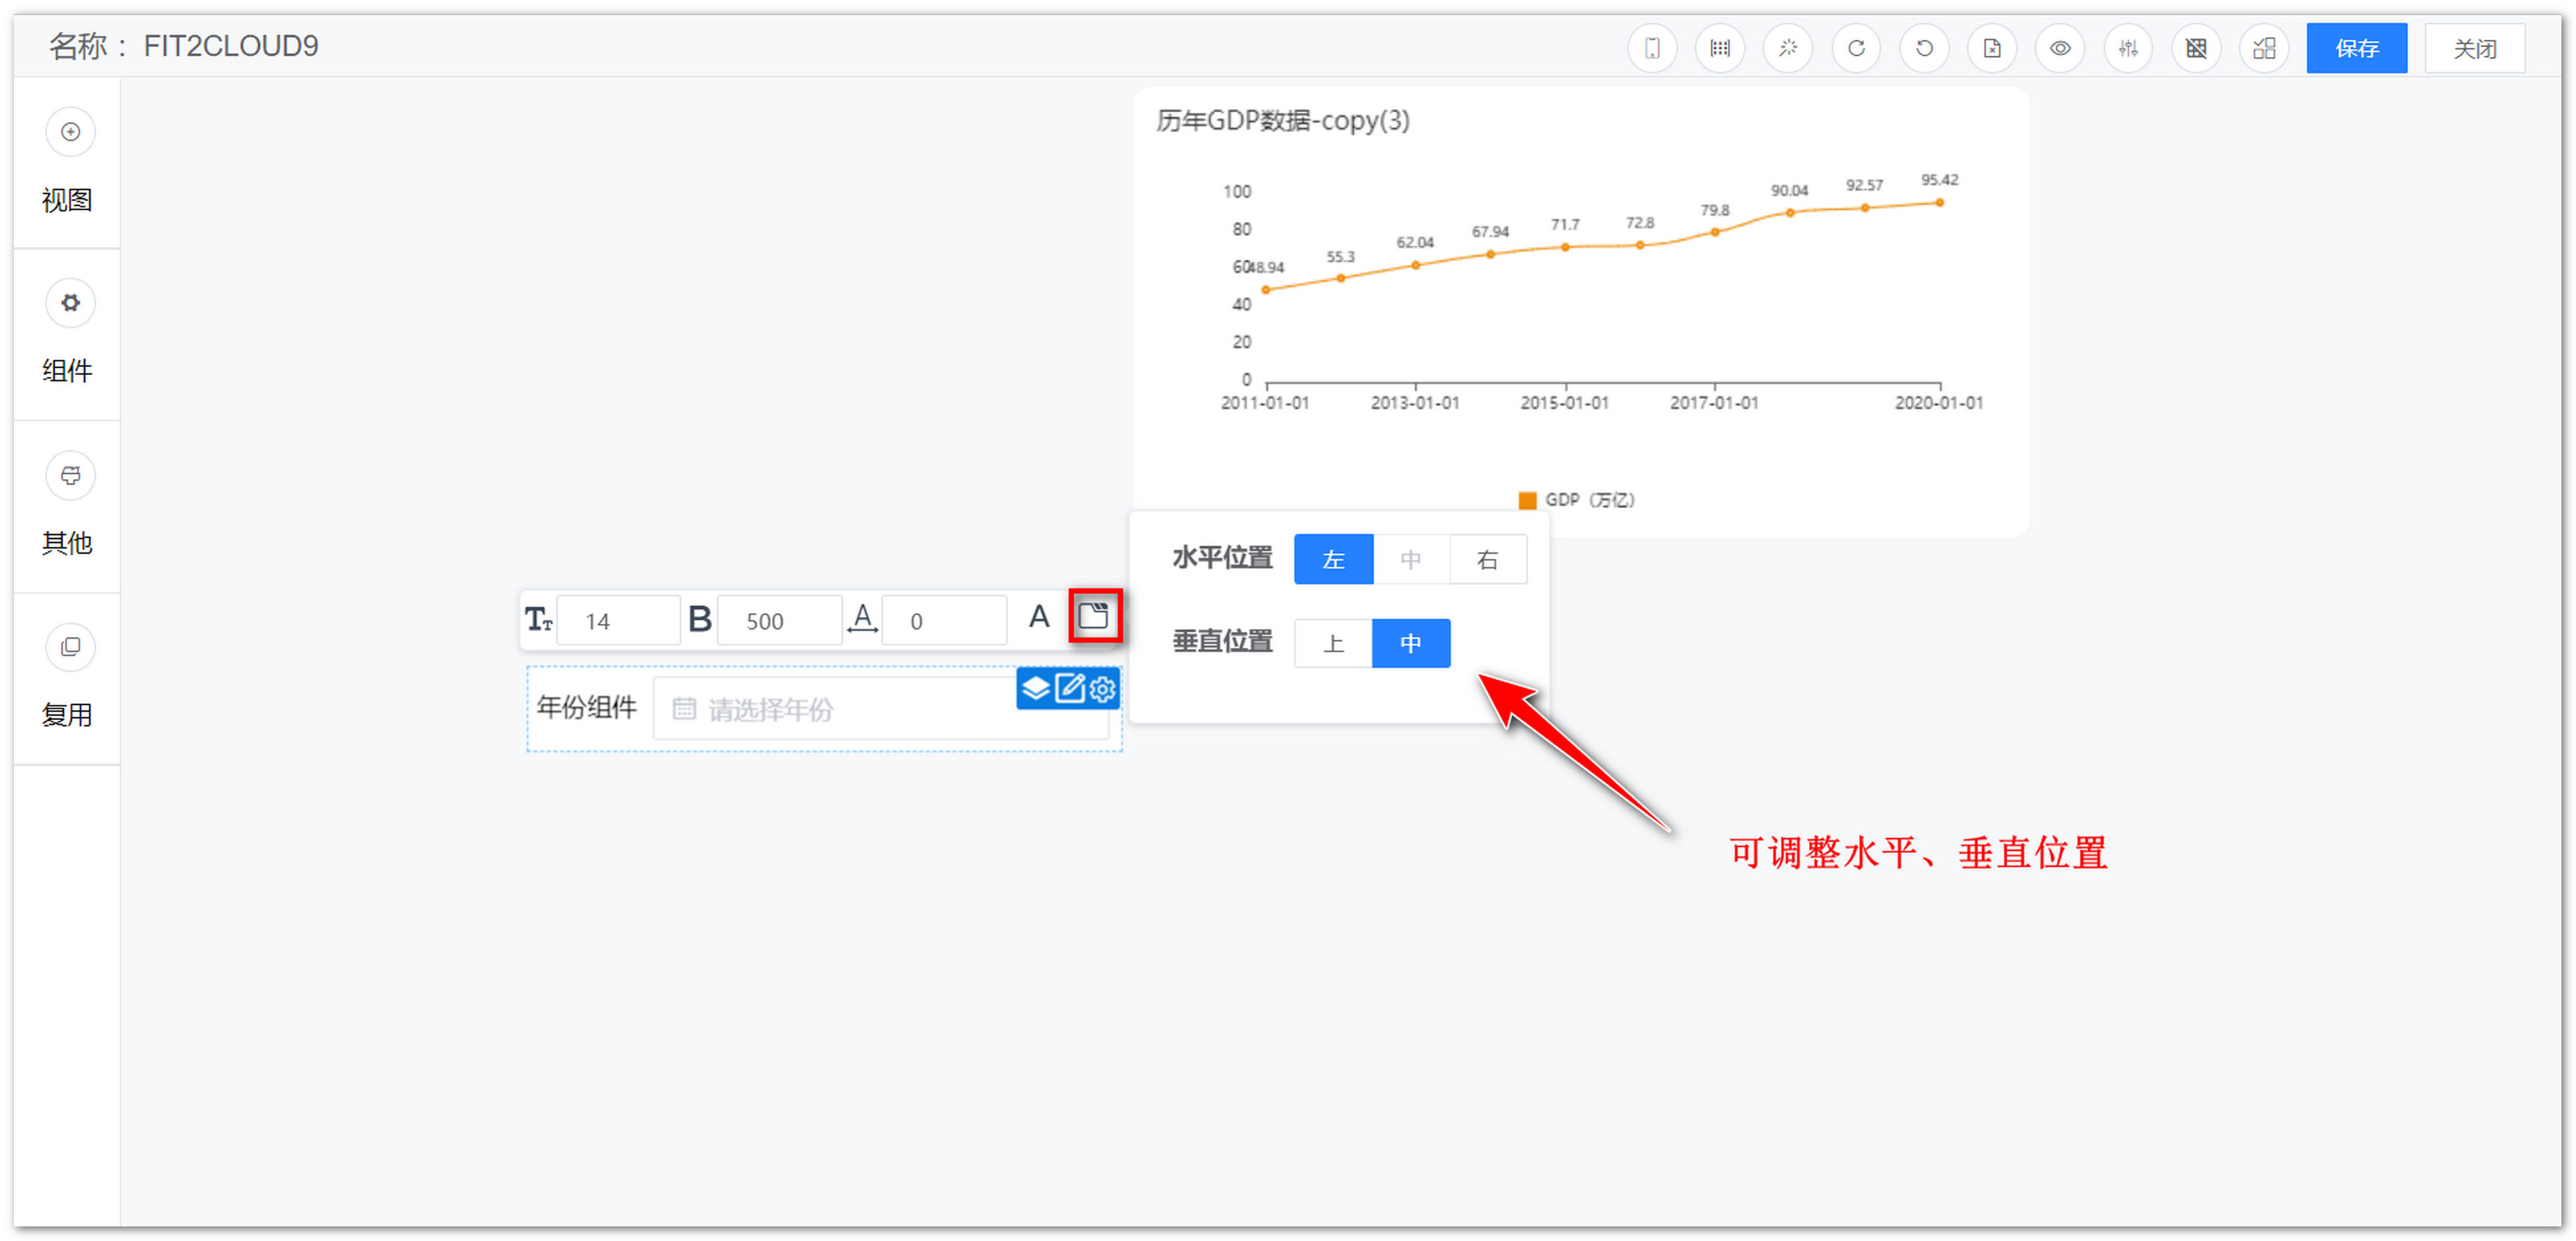 名称： FIT2CLOUD9
保存
关闭
视图
组件
其他
复用
历年GDP数据-copy(3)
100
80
60
40
20
0
48.94
55.3
62.04
67.94
71.7
72.8
79.8
90.04
92.57
95.42
2011-01-01
2013-01-01
2015-01-01
2017-01-01
2020-01-01
GDP（万亿）
水平位置 左 中 右
垂直位置 上 中
14 B 500 A 0 A
年份组件 请选择年份
可调整水平、垂直位置